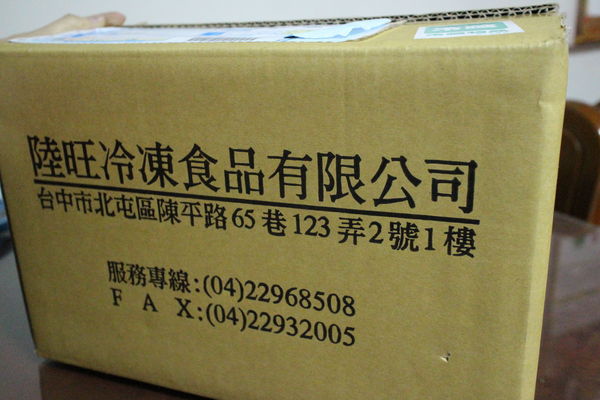 陸旺冷凍食品有限公司
台中市北屯區陳平路65巷123弄2號1樓
服務專線:(04)22968508
F A X:(04)22932005